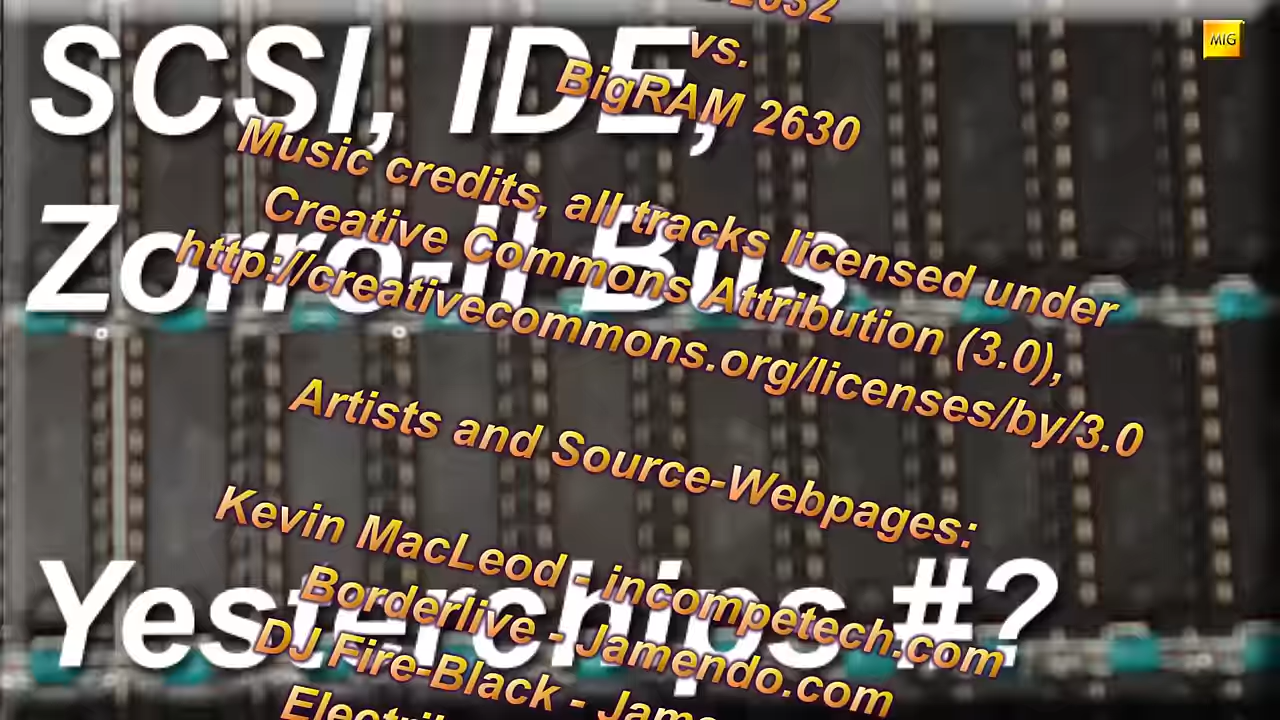 SCSI, IDE,
Zorro-II Bus
Yesterchips #?
MIG
vs.
BigRAM 2630
Music credits, all tracks licensed under
Creative Commons Attribution (3.0),
http://creativecommons.org/licenses/by/3.0
Artists and Source-Webpages:
Kevin MacLeod - incompetech.com
Borderlive - Jamendo.com
DJ Fire-Black -